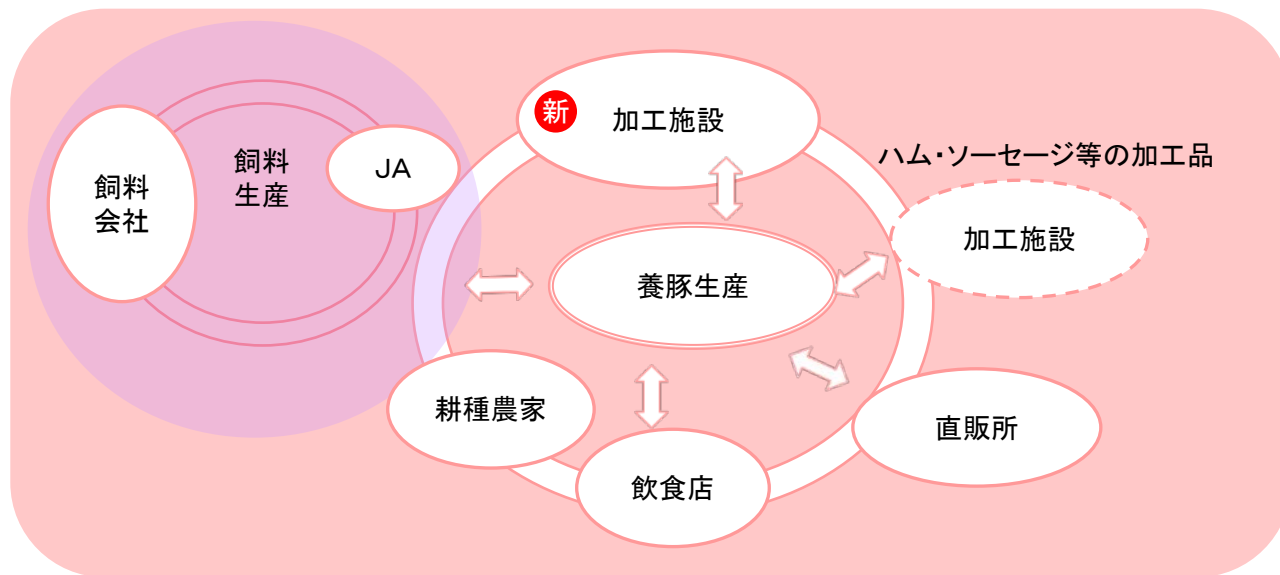 新
加工施設
ハム・ソーセージ等の加工品
飼料
生産
JA
飼料
会社
加工施設
養豚生産
耕種農家
直販所
飲食店